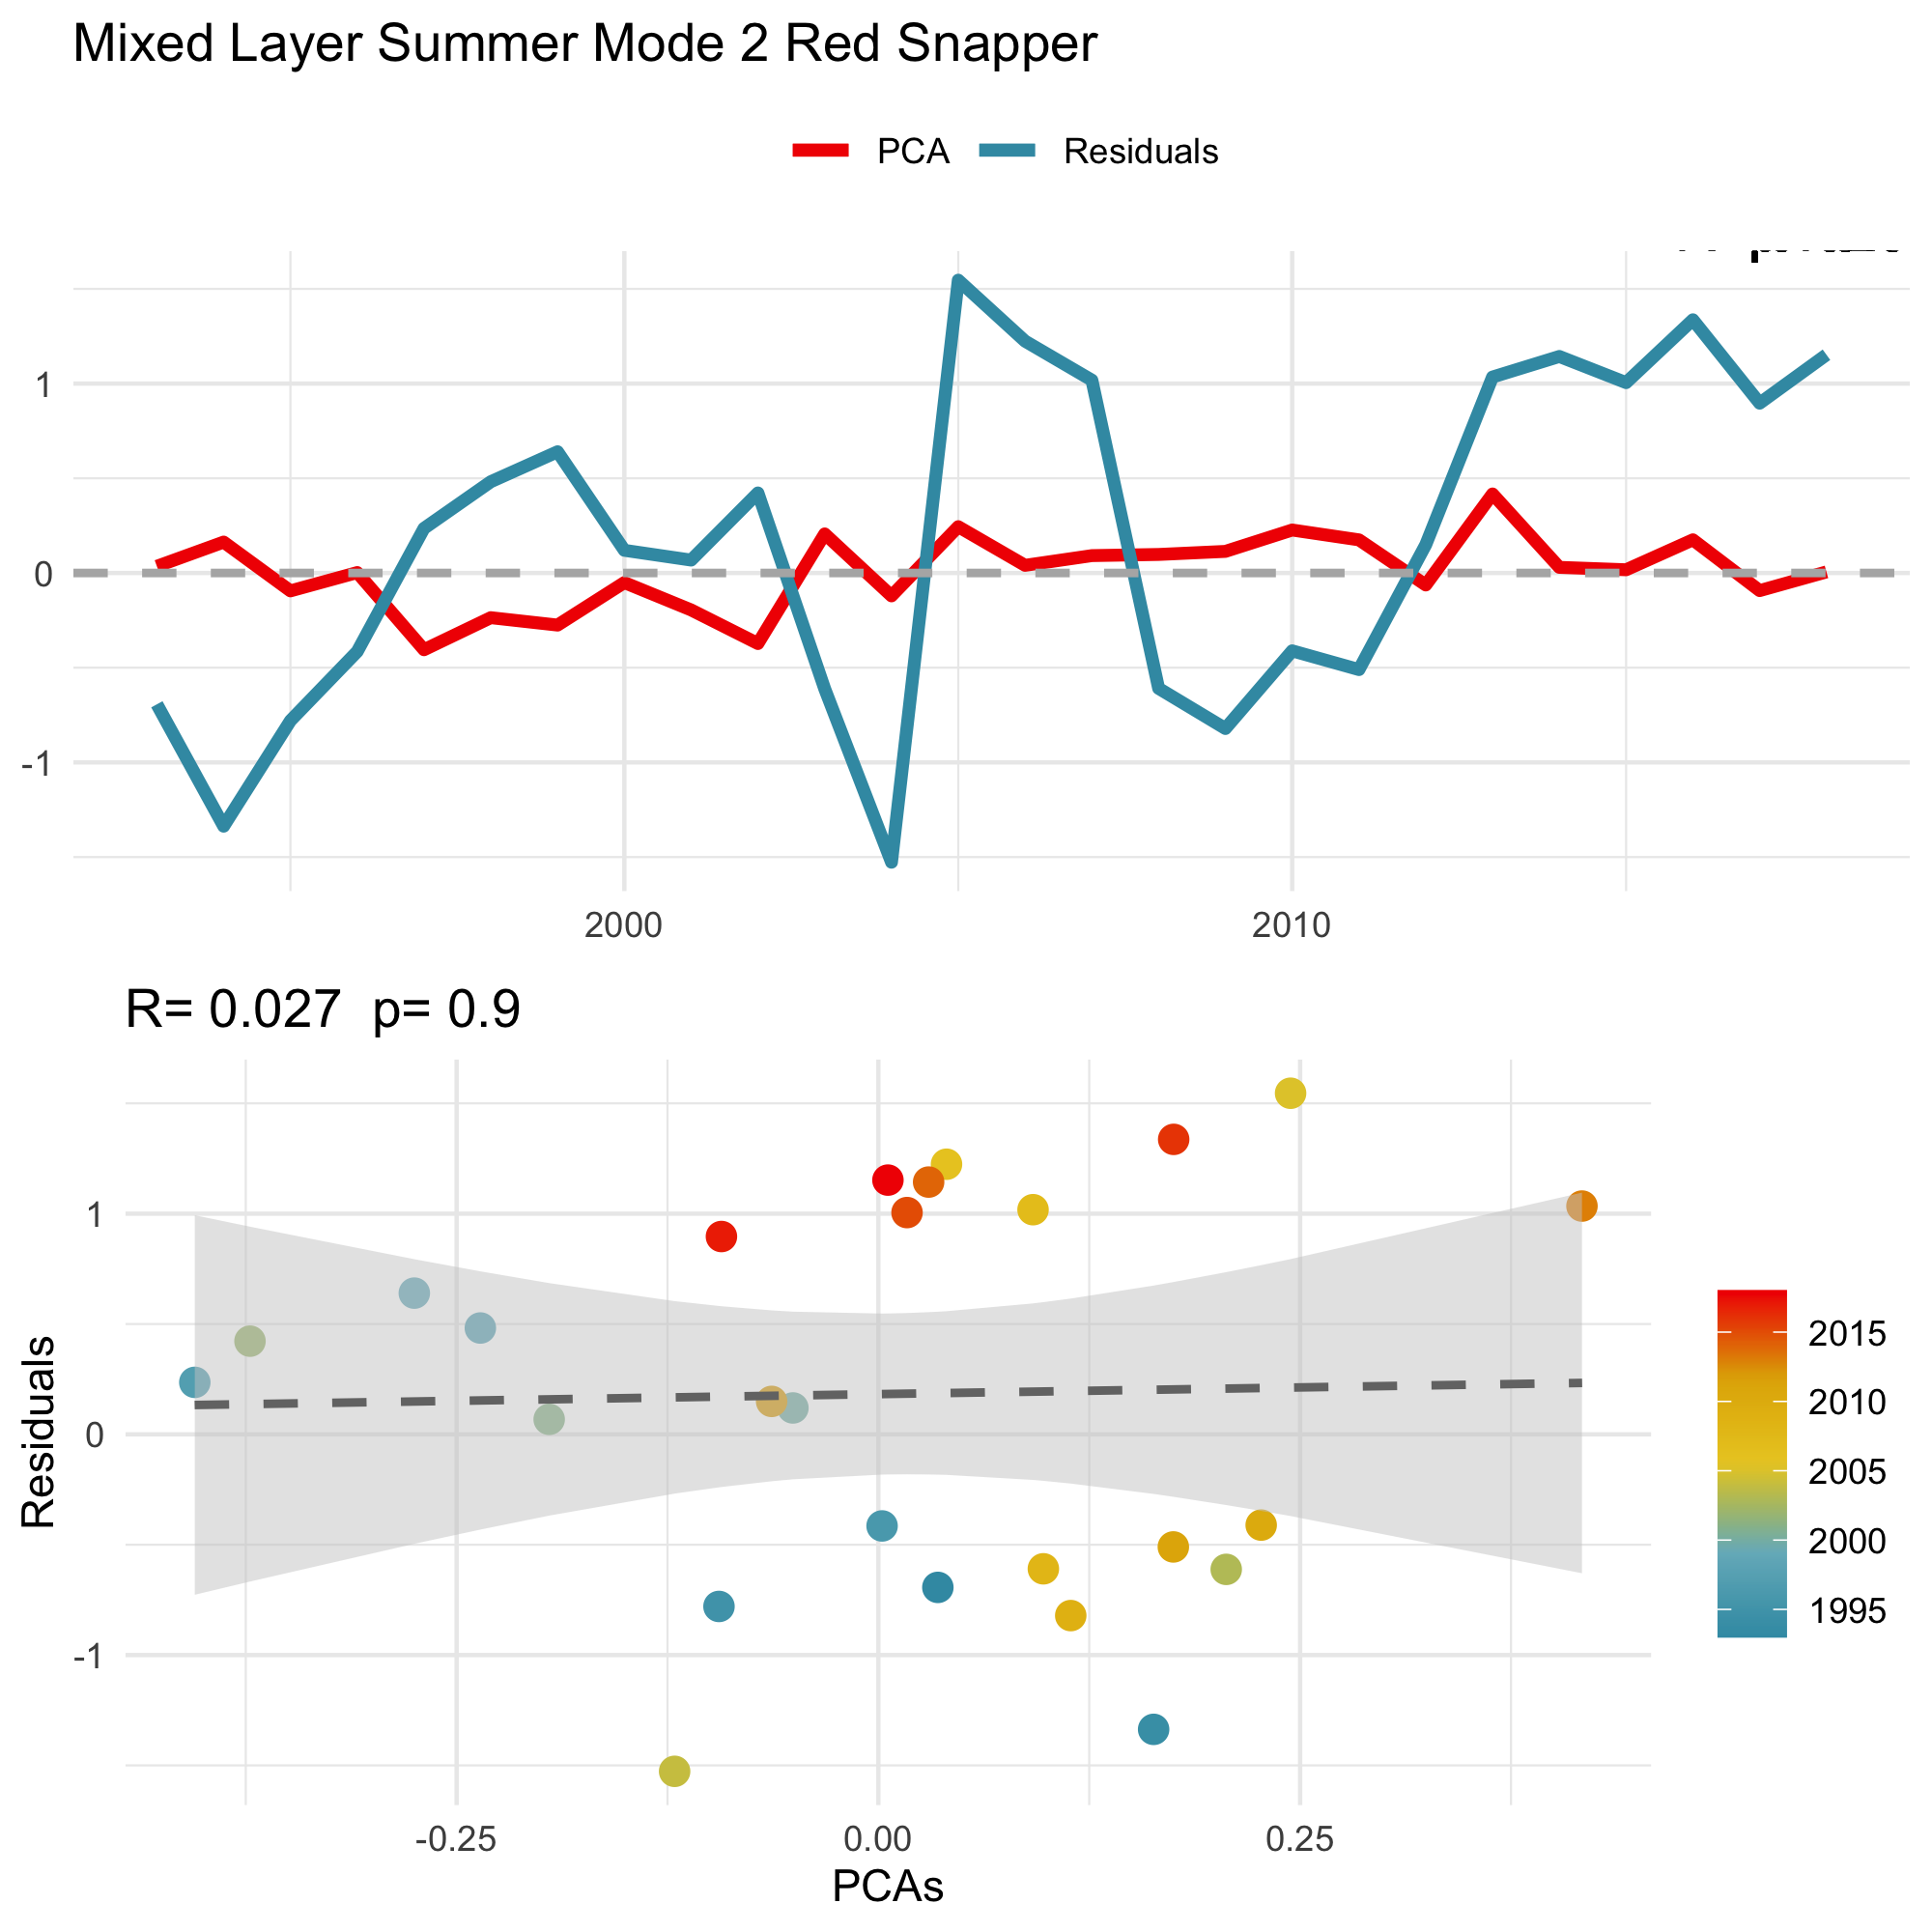 Mixed Layer Summer Mode 2 Red Snapper
PCA Residuals
1
0
-1
2000 2010
R= 0.027 p= 0.9
Residuals
1
0
-1
-0.25 0.00 0.25
PCAs
2015
2010
2005
2000
1995